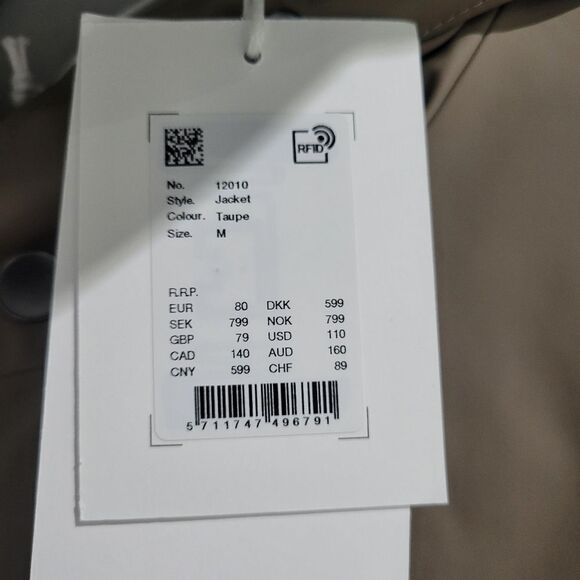 RFID
No. 12010
Style. Jacket
Colour. Taupe
Size. M
R.R.P.
EUR 80 DKK 599
SEK 799 NOK 799
GBP 79 USD 110
CAD 140 AUD 160
CNY 599 CHF 89
5 711747 496791